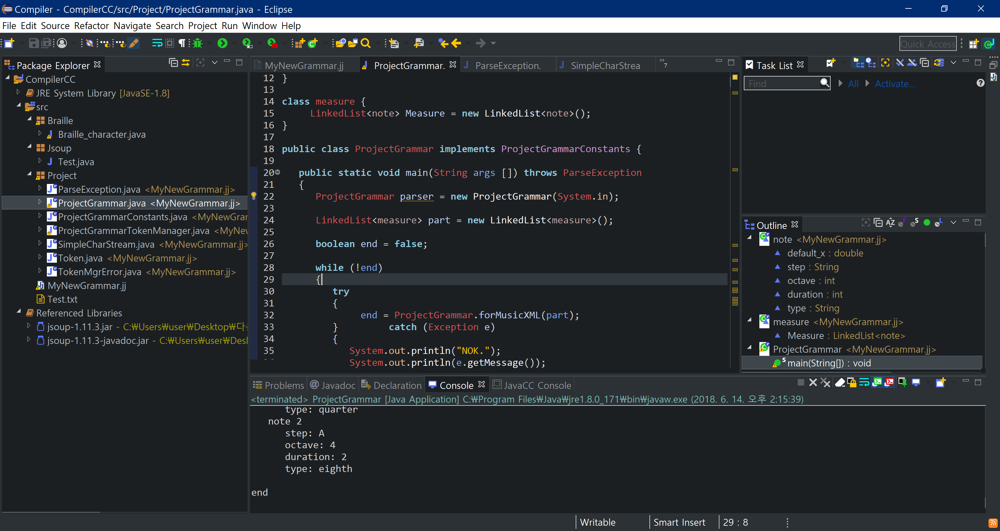 Compiler - CompilerCC/src/Project/ProjectGrammar.java - Eclipse
File Edit Source Refactor Navigate Search Project Run Window Help
Quick Access
Package Explorer
CompilerCC
JRE System Library [JavaSE-1.8]
src
Braille
Braille_character.java
Jsoup
Test.java
Project
ParseException.java <MyNewGrammar.jj>
ProjectGrammar.java <MyNewGrammar.jj>
ProjectGrammarConstants.java <MyNewGrar
ProjectGrammarTokenManager.java <MyNew
SimpleCharStream.java <MyNewGrammar.jj>
Token.java <MyNewGrammar.jj>
TokenMgrError.java <MyNewGrammar.jj>
MyNewGrammar.jj
Test.txt
Referenced Libraries
jsoup-1.11.3.jar - C:₩Users₩user₩Desktop₩
jsoup-1.11.3-javadoc.jar - C:₩Users₩user₩Desl
MyNewGrammar.jj ProjectGrammar. ParseException. SimpleCharStrea »7
12 }
13
14 class measure {
15 LinkedList<note> Measure = new LinkedList<note>();
16 }
17
18 public class ProjectGrammar implements ProjectGrammarConstants {
19
20 public static void main(String args []) throws ParseException
21 {
22 ProjectGrammar parser = new ProjectGrammar(System.in);
23
24 LinkedList<measure> part = new LinkedList<measure>();
25
26 boolean end = false;
27
28 while (!end)
29 {
30 try
31 {
32 end = ProjectGrammar.forMusicXML(part);
33 } catch (Exception e)
34 {
35 System.out.println("NOK.");
System.out.println(e.getMessage());
Task List
Find All Activate...
Outline
note <MyNewGrammar.jj>
default_x : double
step : String
octave : int
duration : int
type : String
measure <MyNewGrammar.jj>
Measure : LinkedList<note>
ProjectGrammar <MyNewGrammar.jj>
main(String[]) : void
Problems @ Javadoc Declaration Console JavaCC Console
<terminated> ProjectGrammar [Java Application] C:₩Program Files₩Java₩jre1.8.0_171₩bin₩javaw.exe (2018. 6. 14. 오후 2:15:39)
type: quarter
note 2
step: A
octave: 4
duration: 2
type: eighth
end
Writable Smart Insert 29 : 8